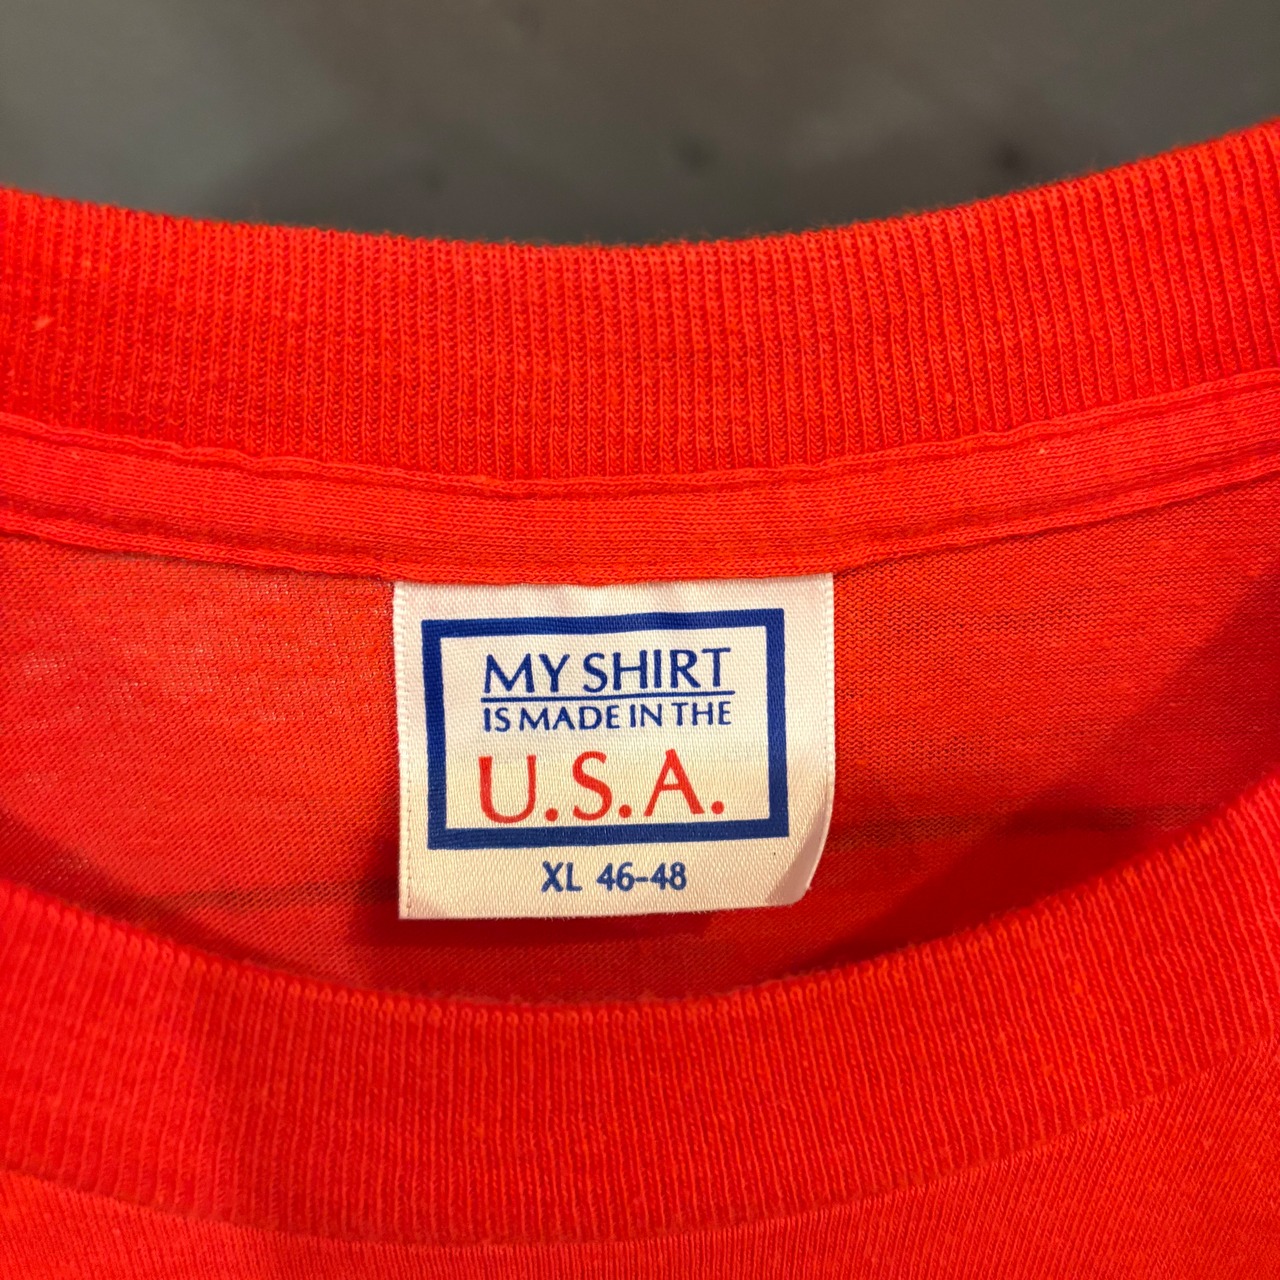 MY SHIRT
IS MADE IN THE
U.S.A.
XL 46-48